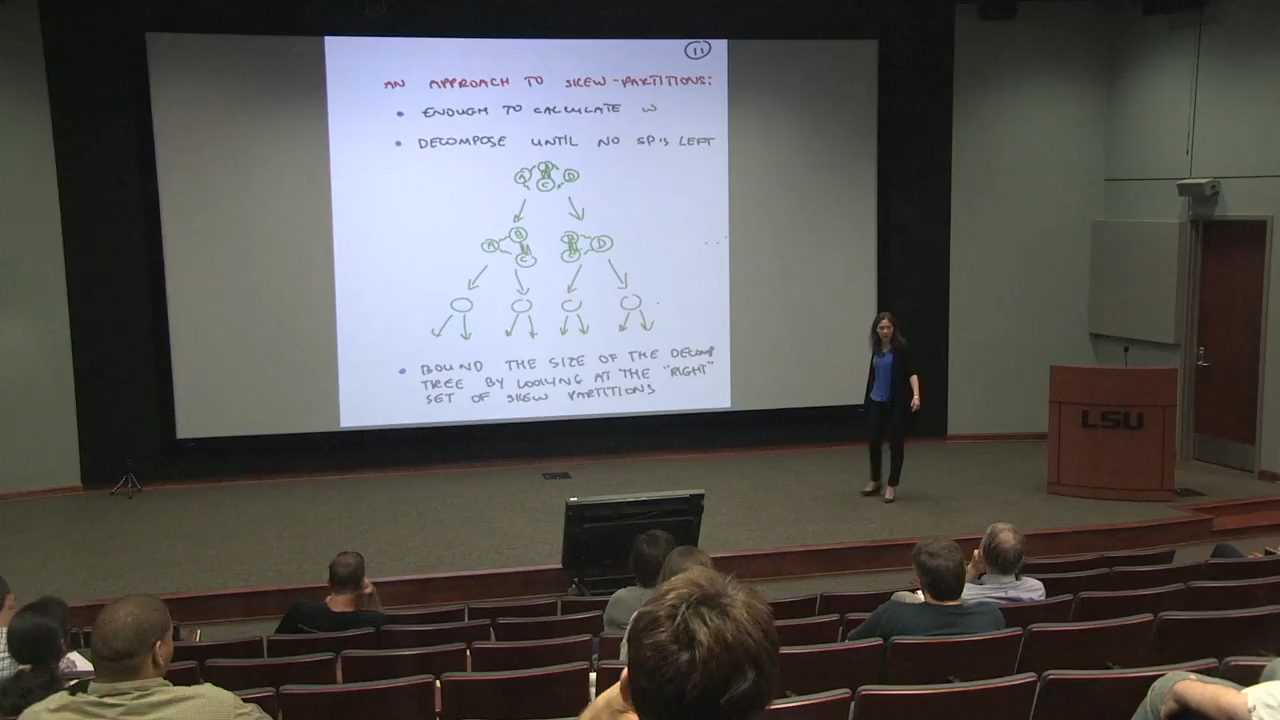 11
AN APPROACH TO SKEW-PARTITIONS:
• ENOUGH TO CALCULATE ω
• DECOMPOSE UNTIL NO SP'S LEFT
A B C D
A B C B C D
• BOUND THE SIZE OF THE DECOMP
TREE BY LOOKING AT THE "RIGHT"
SET OF SKEW PARTITIONS
LSU